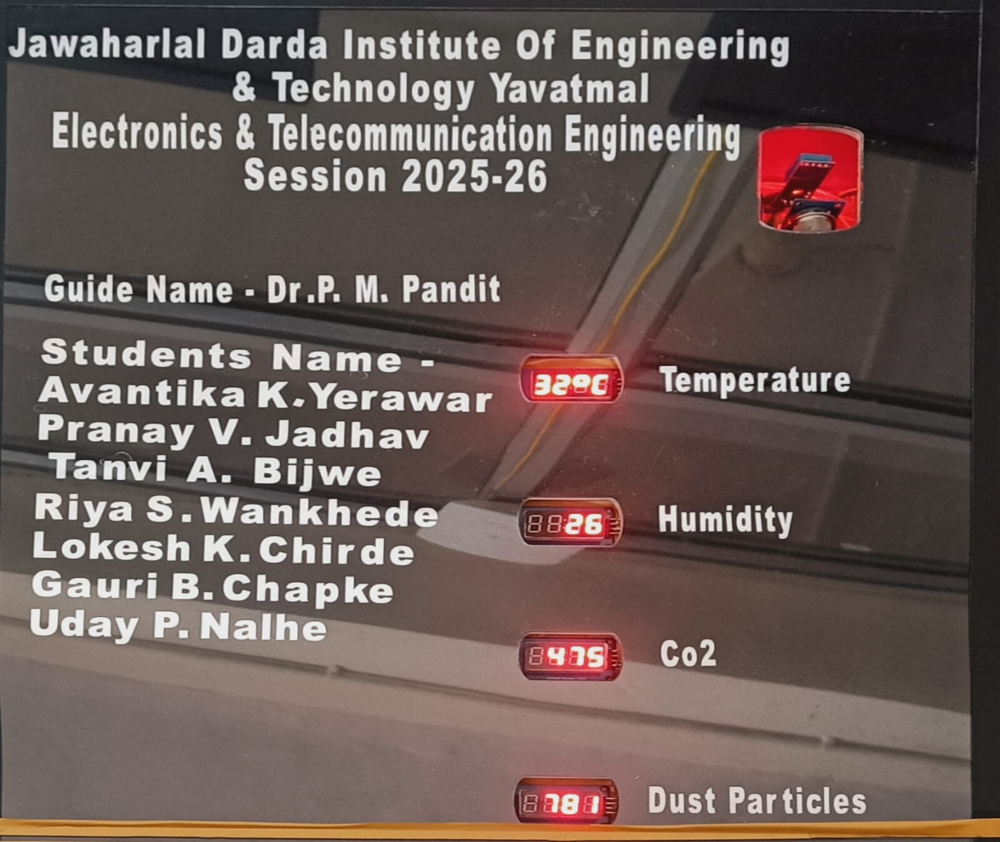 Jawaharlal Darda Institute Of Engineering
& Technology Yavatmal
Electronics & Telecommunication Engineering
Session 2025-26
Guide Name - Dr.P. M. Pandit
Students Name -
Avantika K.Yerawar
Pranay V. Jadhav
Tanvi A. Bijwe
Riya S.Wankhede
Lokesh K.Chirde
Gauri B.Chapke
Uday P.Nalhe
32°C Temperature
26 Humidity
475 Co2
781 Dust Particles